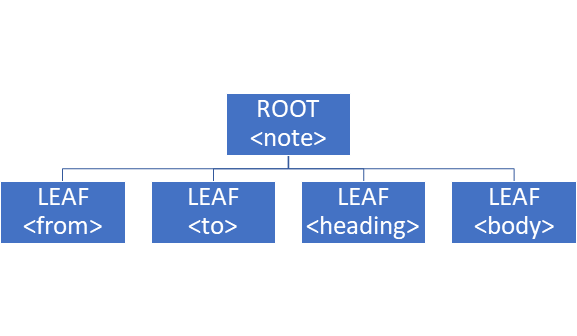 ROOT
<note>
LEAF
<from>
LEAF
<to>
LEAF
<heading>
LEAF
<body>